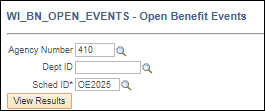 WI_BN_OPEN_EVENTS - Open Benefit Events
Agency Number 410
Dept ID
Sched ID* OE2025
View Results